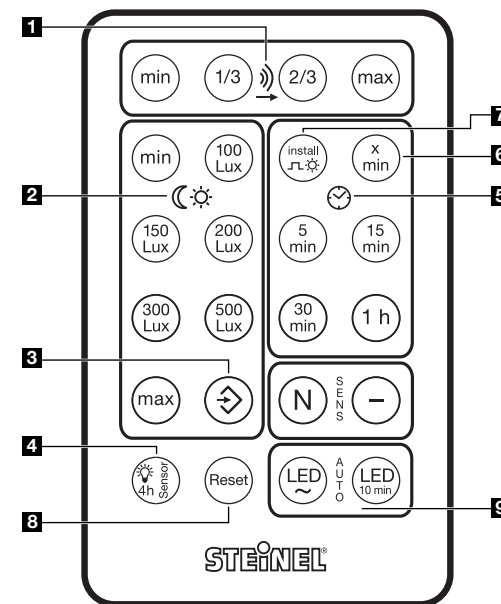 1
min 1/3 2/3 max
7
min 100 Lux install x min
6
2
5
150 Lux 200 Lux 5 min 15 min
300 Lux 500 Lux 30 min 1 h
3
max N SENS –
4
4h Sensor Reset LED ~ AUTO LED 10 min
8
9
STEINEL®